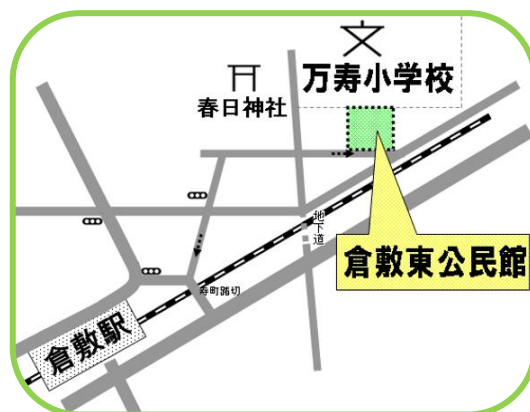 万寿小学校
春日神社
地下道
倉敷東公民館
寿町踏切
倉敷駅